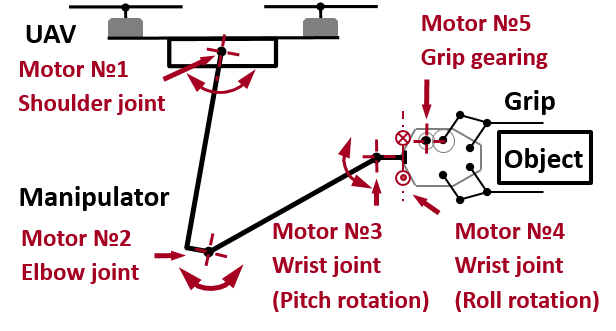 UAV
Motor №1
Shoulder joint
Motor №5
Grip gearing
Grip
Object
Manipulator
Motor №2
Elbow joint
Motor №3
Wrist joint
(Pitch rotation)
Motor №4
Wrist joint
(Roll rotation)